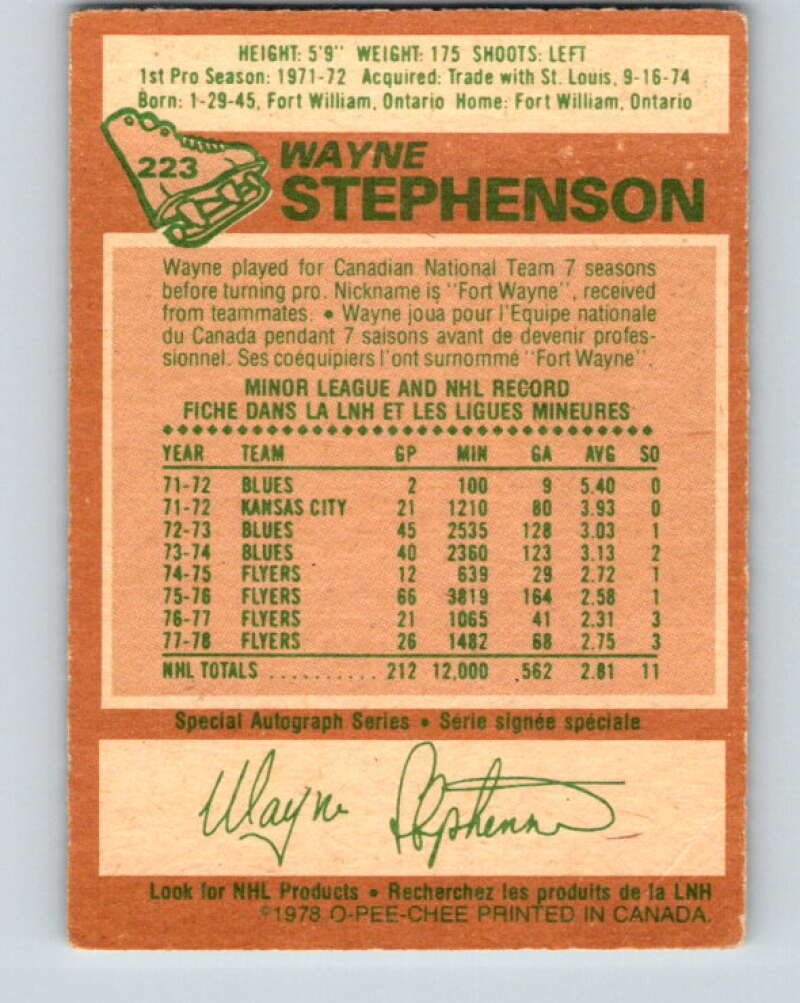 HEIGHT: 5'9" WEIGHT: 175 SHOOTS: LEFT
1st Pro Season: 1971-72 Acquired: Trade with St. Louis, 9-16-74
Born: 1-29-45, Fort William, Ontario Home: Fort William, Ontario
223
WAYNE
STEPHENSON
Wayne played for Canadian National Team 7 seasons
before turning pro. Nickname is "Fort Wayne", received
from teammates. • Wayne joua pour l'Equipe nationale
du Canada pendant 7 saisons avant de devenir profes-
sionnel. Ses coéquipiers l'ont surnommé "Fort Wayne".
MINOR LEAGUE AND NHL RECORD
FICHE DANS LA LNH ET LES LIGUES MINEURES
YEAR TEAM GP MIN GA AVG SO
71-72 BLUES 2 100 9 5.40 0
71-72 KANSAS CITY 21 1210 80 3.93 0
72-73 BLUES 45 2535 128 3.03 1
73-74 BLUES 40 2360 123 3.13 2
74-75 FLYERS 12 639 29 2.72 1
75-76 FLYERS 66 3819 164 2.58 1
76-77 FLYERS 21 1065 41 2.31 3
77-78 FLYERS 26 1482 68 2.75 3
NHL TOTALS .......... 212 12,000 562 2.81 11
Special Autograph Series • Série signée spéciale
Wayne Stephenson
Look for NHL Products • Recherchez les produits de la LNH
©1978 O-PEE-CHEE PRINTED IN CANADA.